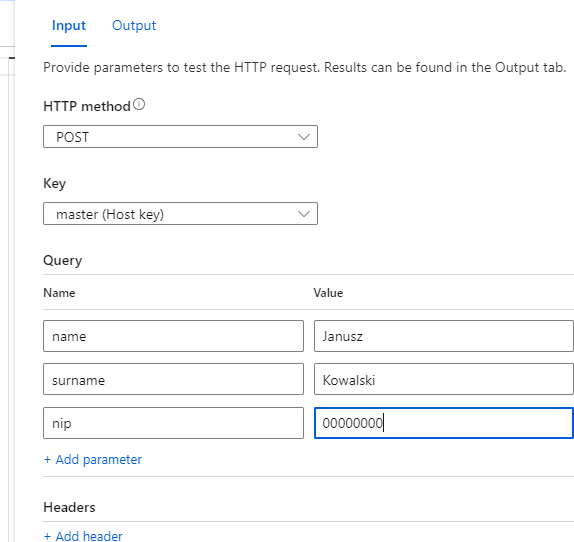 Input Output
Provide parameters to test the HTTP request. Results can be found in the Output tab.
HTTP method
POST
Key
master (Host key)
Query
Name Value
name Janusz
surname Kowalski
nip 00000000
+ Add parameter
Headers
+ Add header